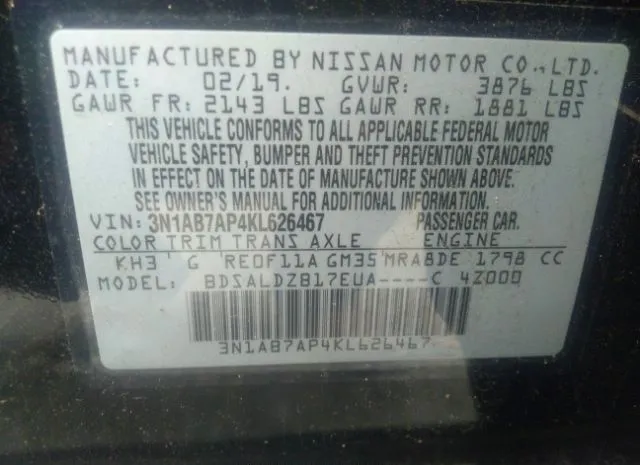 MANUFACTURED BY NISSAN MOTOR CO.,LTD.
DATE: 02/19. GVWR: 3876 LBS
GAWR FR: 2143 LBS GAWR RR: 1881 LBS
THIS VEHICLE CONFORMS TO ALL APPLICABLE FEDERAL MOTOR
VEHICLE SAFETY, BUMPER AND THEFT PREVENTION STANDARDS
IN EFFECT ON THE DATE OF MANUFACTURE SHOWN ABOVE.
SEE OWNER'S MANUAL FOR ADDITIONAL INFORMATION.
VIN: 3N1AB7AP4KL626467 PASSENGER CAR.
COLOR TRIM TRANS AXLE ENGINE
KH3 G RE0F11A GM35 MRA8DE 1798 CC
MODEL: BDSALDZB17EUA----C 4Z000
3N1AB7AP4KL626467